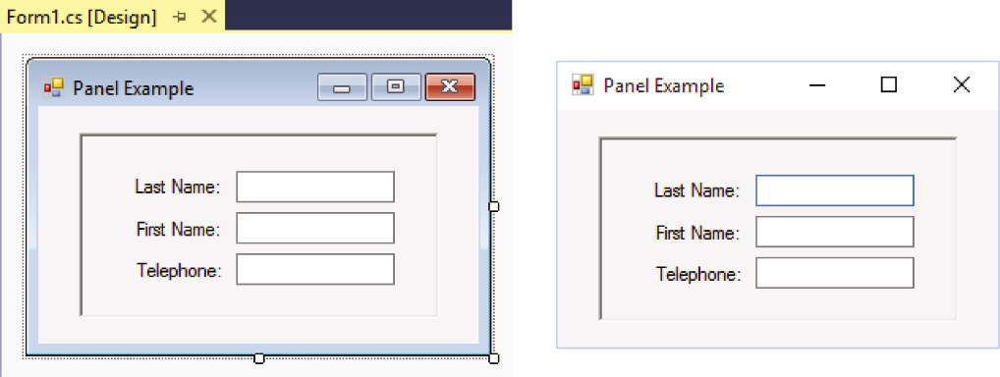 Form1.cs [Design]
Panel Example
Last Name:
First Name:
Telephone:
Panel Example
Last Name:
First Name:
Telephone: